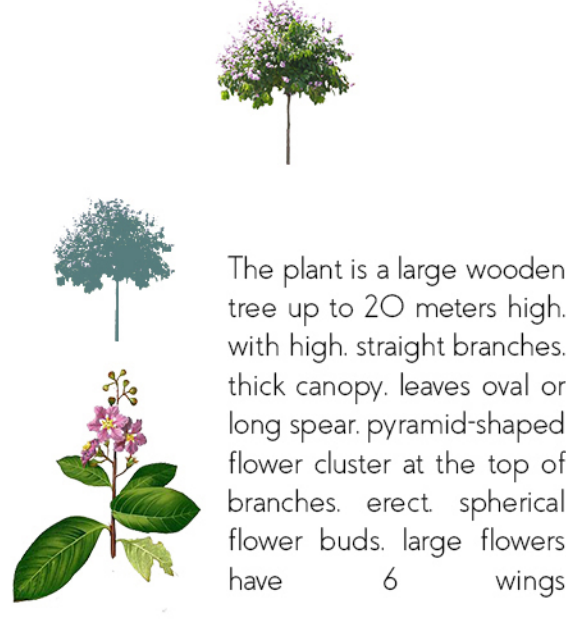 The plant is a large wooden
tree up to 20 meters high.
with high. straight branches.
thick canopy. leaves oval or
long spear. pyramid-shaped
flower cluster at the top of
branches. erect. spherical
flower buds. large flowers
have 6 wings